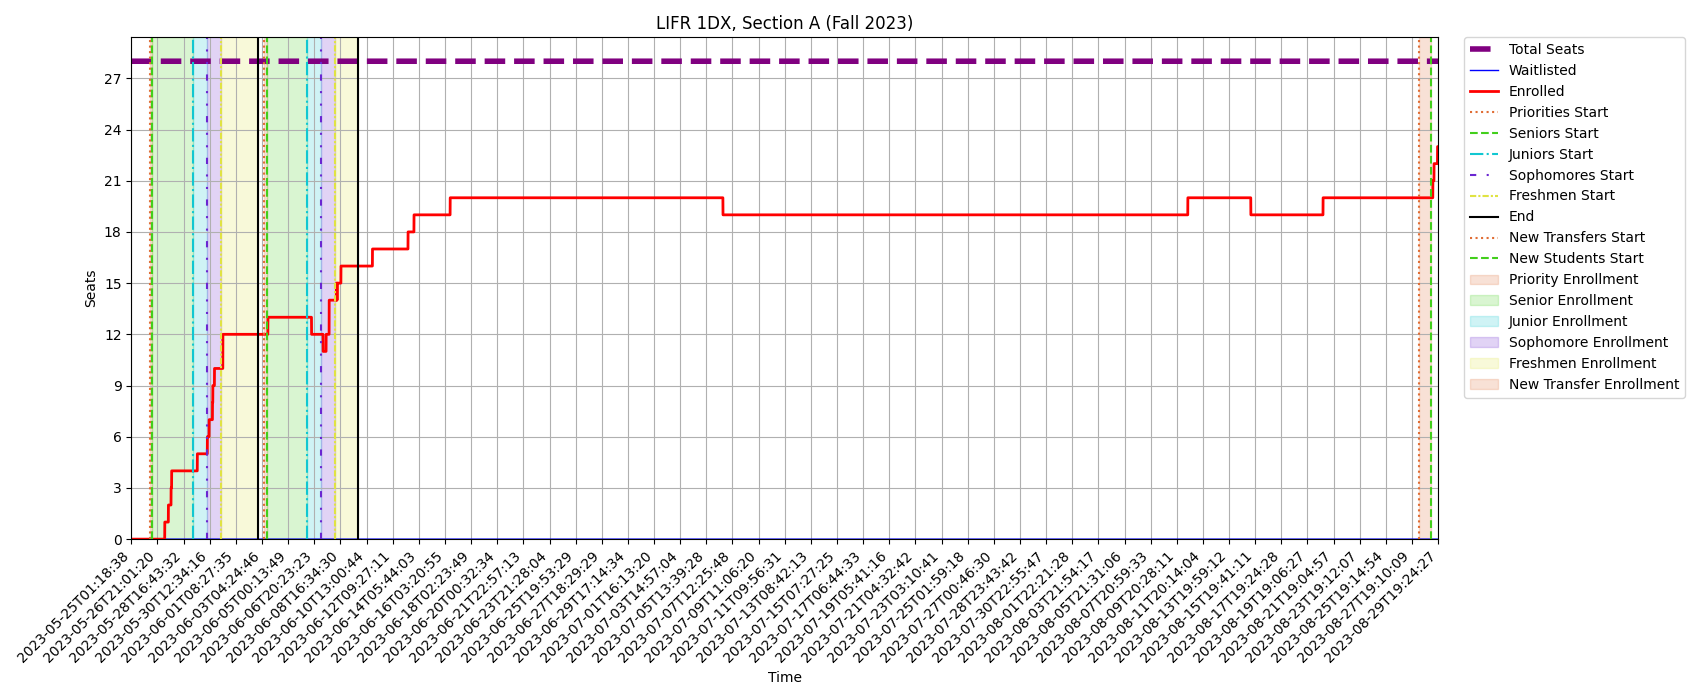 LIFR 1DX, Section A (Fall 2023)
Seats
27
24
21
18
15
12
9
6
3
0
2023-05-25T01:18:38
2023-05-26T21:01:20
2023-05-28T16:43:32
2023-05-30T12:34:16
2023-06-01T08:27:35
2023-06-03T04:24:46
2023-06-05T00:13:49
2023-06-06T20:23:23
2023-06-08T16:34:30
2023-06-10T13:00:44
2023-06-12T09:27:11
2023-06-14T05:44:03
2023-06-16T03:20:55
2023-06-18T02:23:49
2023-06-20T00:32:34
2023-06-21T22:57:13
2023-06-23T21:28:04
2023-06-25T19:53:29
2023-06-27T18:29:29
2023-06-29T17:14:34
2023-07-01T16:13:20
2023-07-03T14:57:04
2023-07-05T13:39:28
2023-07-07T12:25:48
2023-07-09T11:06:20
2023-07-11T09:56:31
2023-07-13T08:42:13
2023-07-15T07:27:25
2023-07-17T06:44:33
2023-07-19T05:41:16
2023-07-21T04:32:42
2023-07-23T03:10:41
2023-07-25T01:59:18
2023-07-27T00:46:30
2023-07-28T23:43:42
2023-07-30T22:55:47
2023-08-01T22:21:28
2023-08-03T21:54:17
2023-08-05T21:31:06
2023-08-07T20:59:33
2023-08-09T20:28:11
2023-08-11T20:14:04
2023-08-13T19:59:12
2023-08-15T19:41:11
2023-08-17T19:24:28
2023-08-19T19:06:27
2023-08-21T19:04:57
2023-08-23T19:12:07
2023-08-25T19:14:54
2023-08-27T19:10:09
2023-08-29T19:24:27
Time
Total Seats
Waitlisted
Enrolled
Priorities Start
Seniors Start
Juniors Start
Sophomores Start
Freshmen Start
End
New Transfers Start
New Students Start
Priority Enrollment
Senior Enrollment
Junior Enrollment
Sophomore Enrollment
Freshmen Enrollment
New Transfer Enrollment